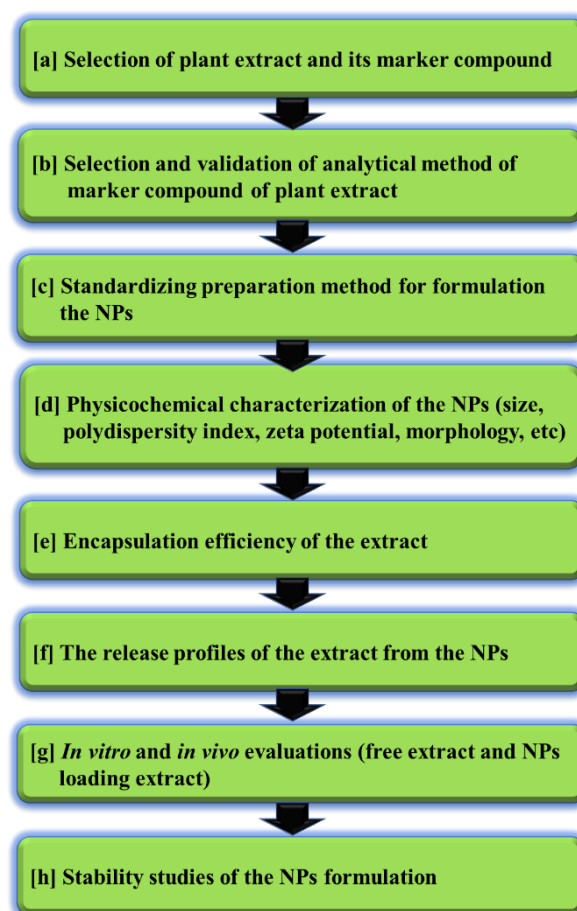 [a] Selection of plant extract and its marker compound
[b] Selection and validation of analytical method of
marker compound of plant extract
[c] Standardizing preparation method for formulation
the NPs
[d] Physicochemical characterization of the NPs (size,
polydispersity index, zeta potential, morphology, etc)
[e] Encapsulation efficiency of the extract
[f] The release profiles of the extract from the NPs
[g] In vitro and in vivo evaluations (free extract and NPs
loading extract)
[h] Stability studies of the NPs formulation